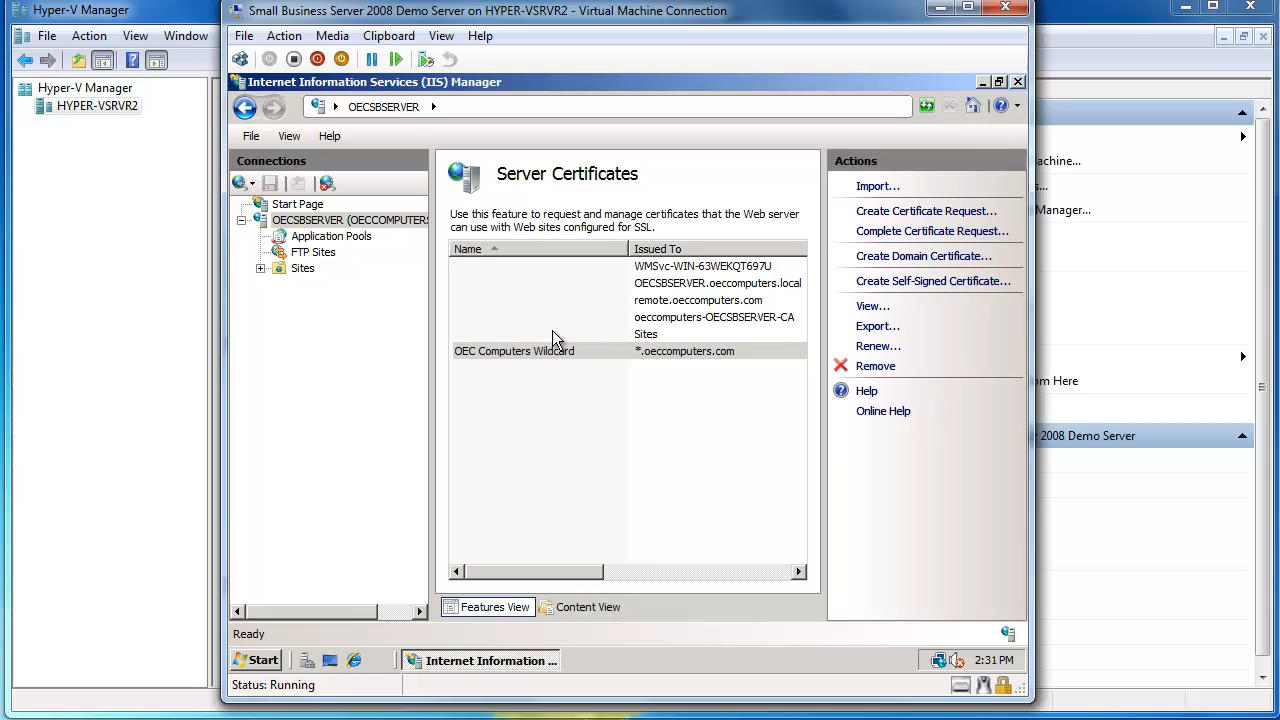 Hyper-V Manager
File Action View Window
Hyper-V Manager
HYPER-VSRVR2
Small Business Server 2008 Demo Server on HYPER-VSRVR2 - Virtual Machine Connection
File Action Media Clipboard View Help
Internet Information Services (IIS) Manager
OECSBSERVER
File View Help
Connections
Start Page
OECSBSERVER (OECCOMPUTERS
Application Pools
FTP Sites
Sites
Server Certificates
Use this feature to request and manage certificates that the Web server
can use with Web sites configured for SSL.
Name Issued To
WMSvc-WIN-63WEKQT697U
OECSBSERVER.oeccomputers.local
remote.oeccomputers.com
oeccomputers-OECSBSERVER-CA
Sites
OEC Computers Wildcard *.oeccomputers.com
Features View Content View
Actions
Import...
Create Certificate Request...
Complete Certificate Request...
Create Domain Certificate...
Create Self-Signed Certificate...
View...
Export...
Renew...
Remove
Help
Online Help
Ready
Start Internet Information ... 2:31 PM
Status: Running
achine...
s...
Manager...
om Here
2008 Demo Server